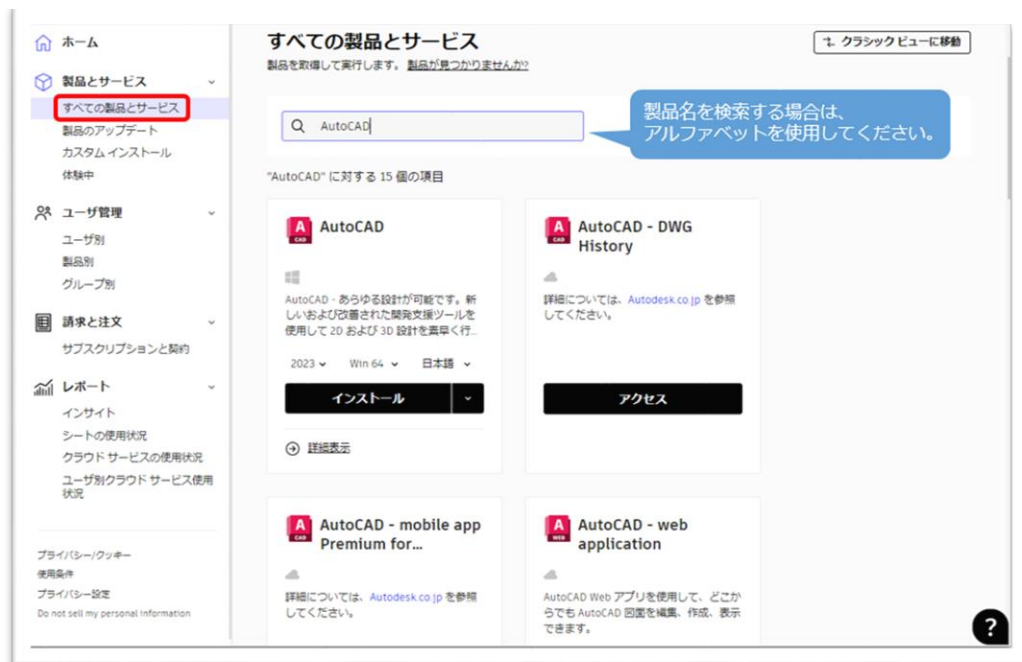 ホーム
製品とサービス
すべての製品とサービス
製品のアップデート
カスタム インストール
体験中
ユーザ管理
ユーザ別
製品別
グループ別
請求と注文
サブスクリプションと契約
レポート
インサイト
シートの使用状況
クラウド サービスの使用状況
ユーザ別クラウド サービス使用
状況
プライバシー/クッキー
使用条件
プライバシー設定
Do not sell my personal information
すべての製品とサービス
クラシック ビューに移動
製品を取得して実行します。 製品が見つかりませんか?
AutoCAD
製品名を検索する場合は、
アルファベットを使用してください。
"AutoCAD" に対する 15 個の項目
A
CAD
AutoCAD
AutoCAD - あらゆる設計が可能です。新
しいおよび改善された開発支援ツールを
使用して 2D および 3D 設計を素早く行...
2023
Win 64
日本語
インストール
詳細表示
A
CAD
AutoCAD - DWG
History
詳細については、Autodesk.co.jp を参照
してください。
アクセス
A
CAD
AutoCAD - mobile app
Premium for...
詳細については、Autodesk.co.jp を参照
してください。
A
WEB
AutoCAD - web
application
AutoCAD Web アプリを使用して、どこか
らでも AutoCAD 図面を編集、作成、表示
できます。
?